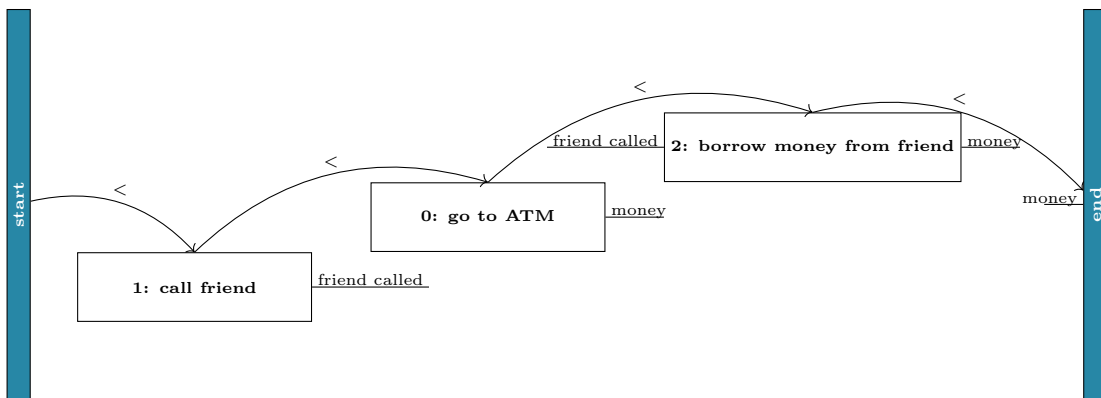 start
<
1: call friend
friend called
<
0: go to ATM
money
<
friend called
2: borrow money from friend
money
<
money
end